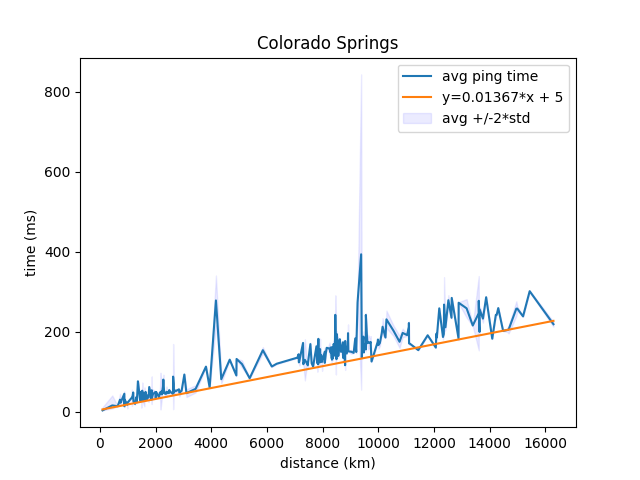 Colorado Springs
avg ping time
y=0.01367*x + 5
avg +/-2*std
time (ms)
800
600
400
200
0
0 2000 4000 6000 8000 10000 12000 14000 16000
distance (km)